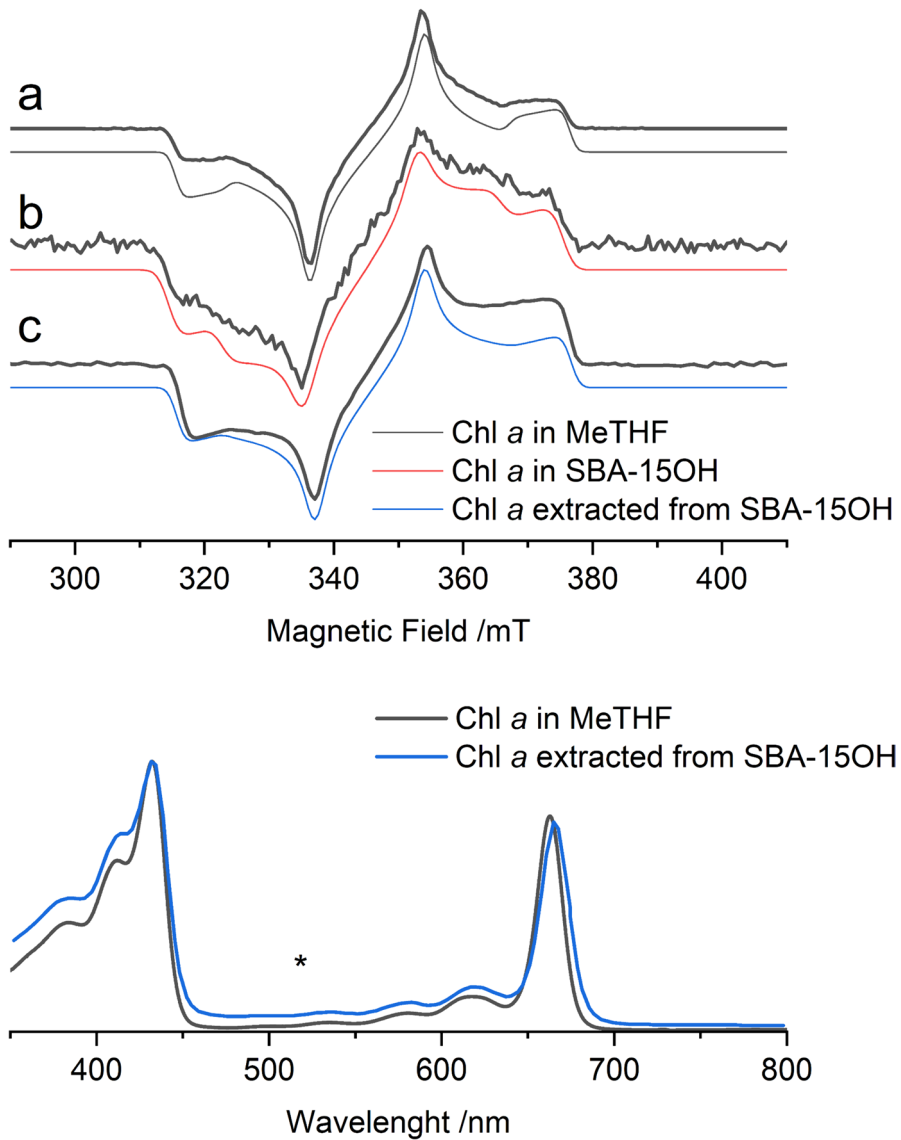 a
b
c
Chl a in MeTHF
Chl a in SBA-15OH
Chl a extracted from SBA-15OH
300 320 340 360 380 400
Magnetic Field /mT
Chl a in MeTHF
Chl a extracted from SBA-15OH
*
400 500 600 700 800
Wavelenght /nm